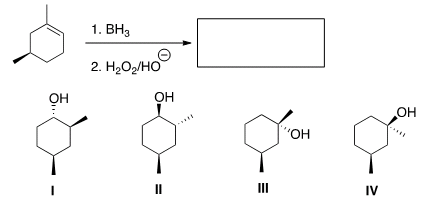 1. BH₃
2. H₂O₂/HO⊖
OH
OH
OH
OH
I
II
III
IV